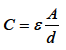 C = ε A/d